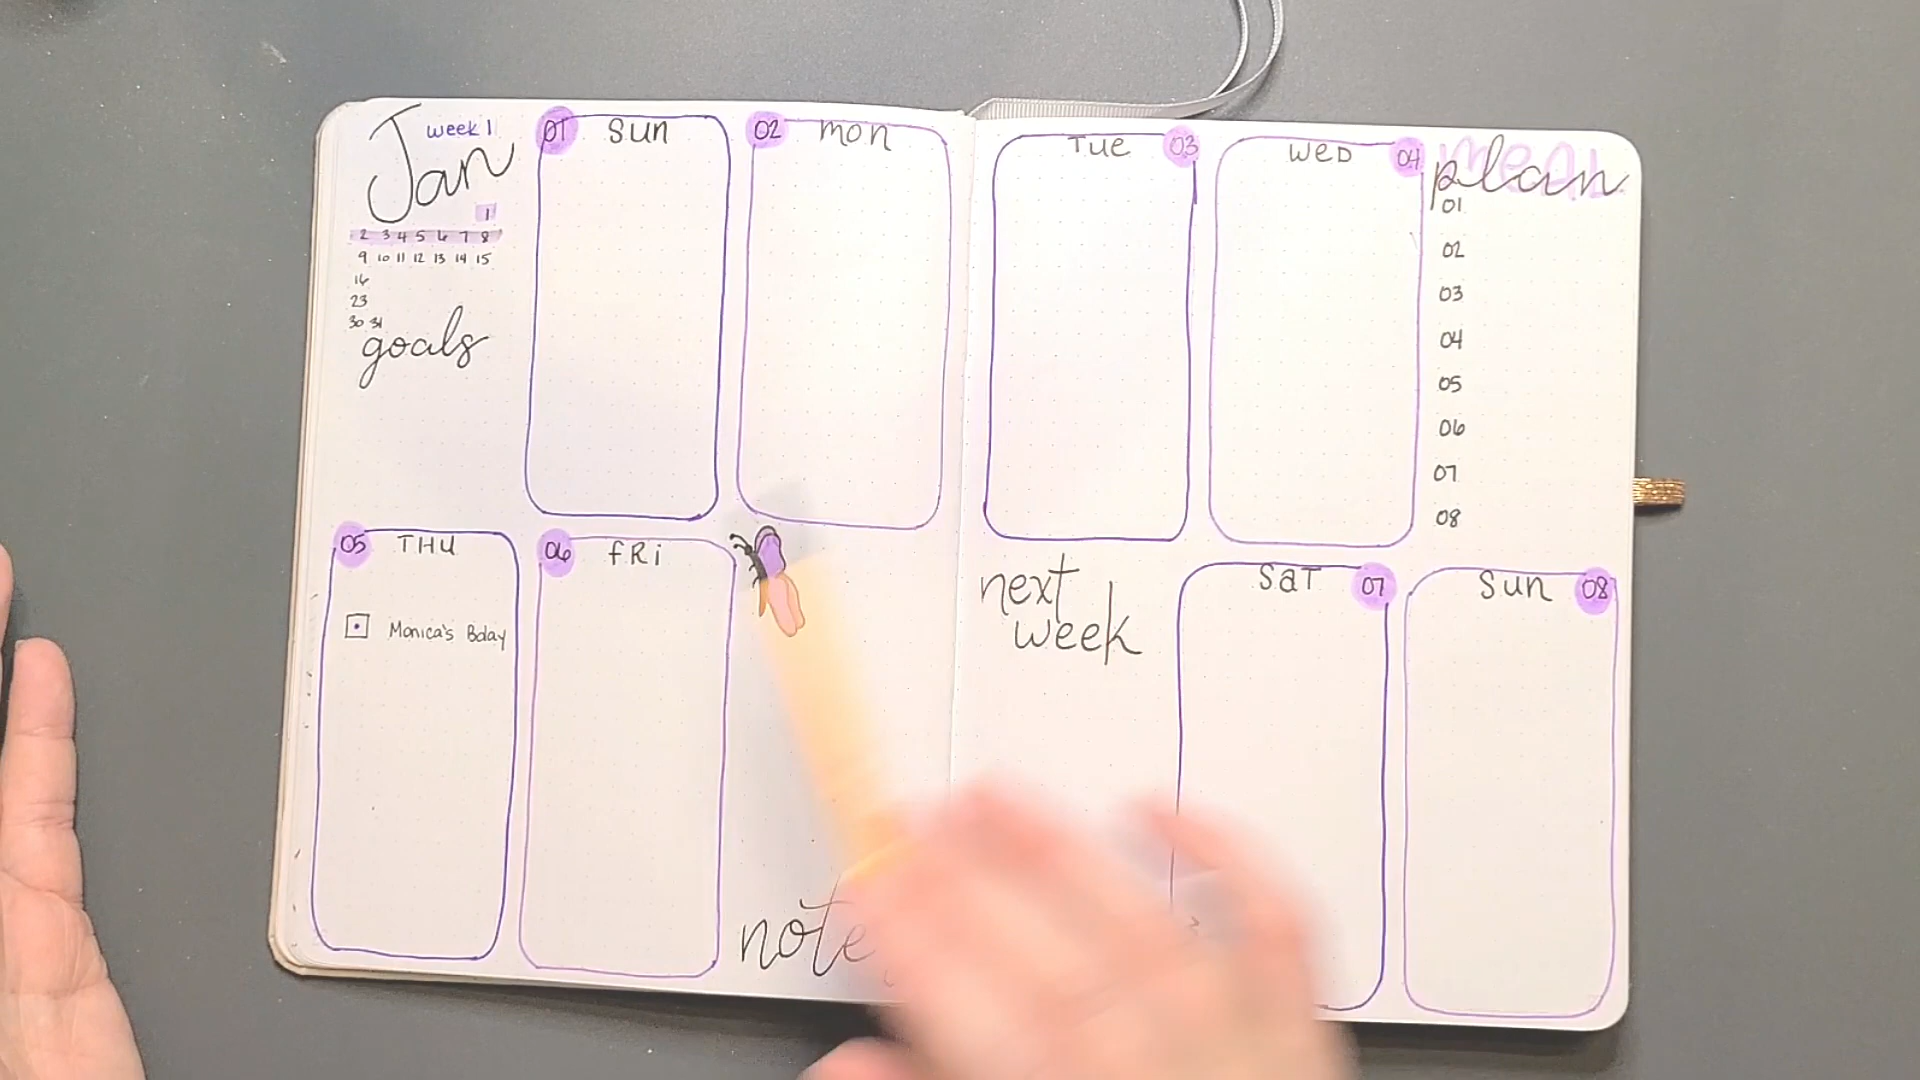 Jan
week 1
1
2 3 4 5 6 7 8
9 10 11 12 13 14 15
16
23
30 31
goals
01 sun
02 mon
Tue 03
WED 04
meal
plan
01
02
03
04
05
06
07
08
05 THU
Monica's Bday
06 fRi
note
next
week
SaT 07
Sun 08